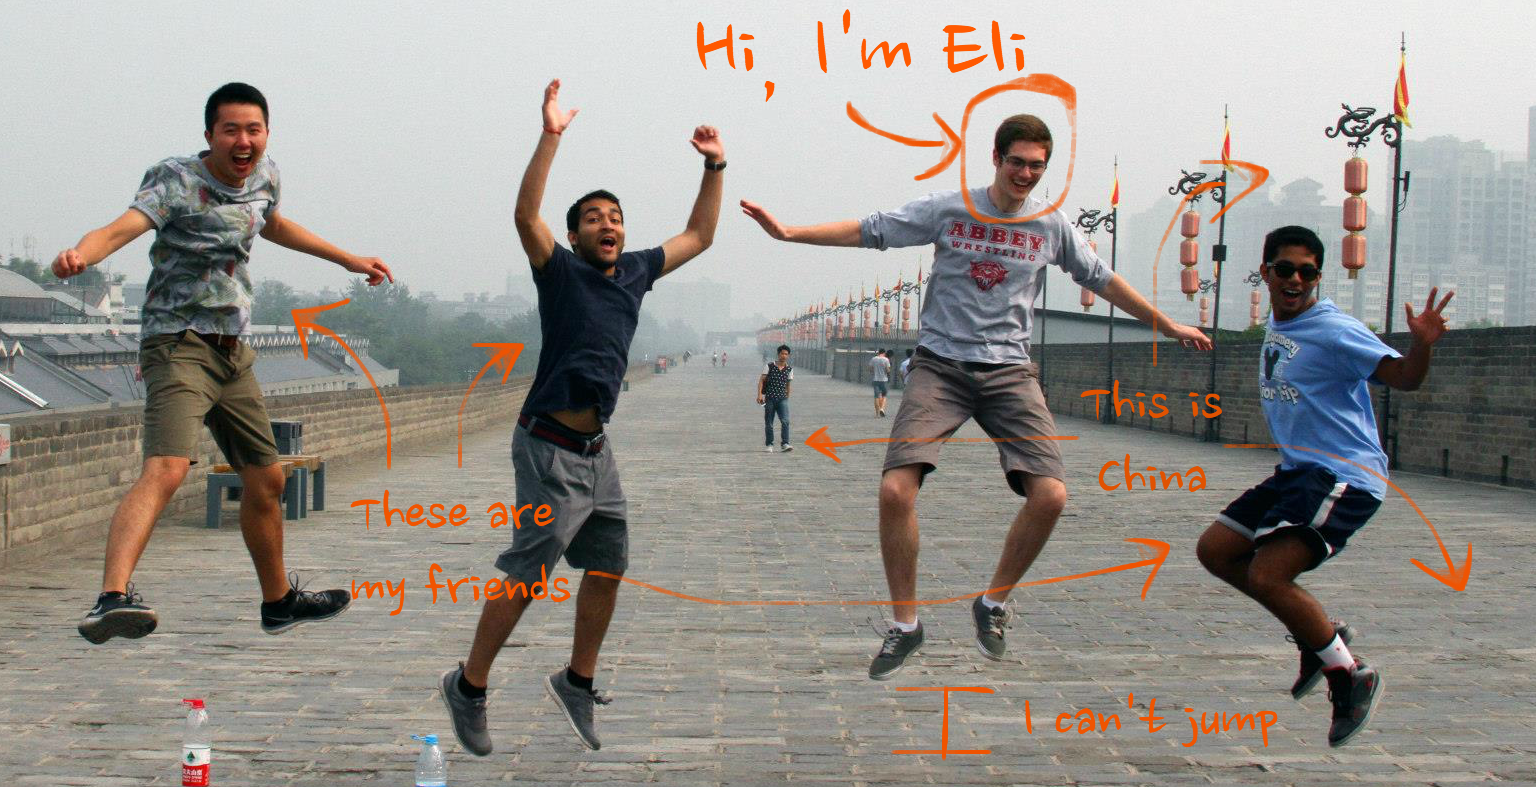 Hi, I'm Eli
ABBEY
WRESTLING
This is
China
These are
my friends
I can't jump